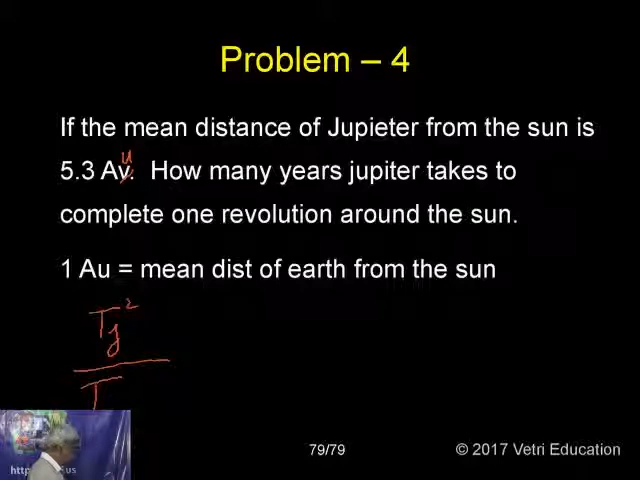 Problem – 4
If the mean distance of Jupieter from the sun is
5.3 Au. How many years jupiter takes to
complete one revolution around the sun.
1 Au = mean dist of earth from the sun
TJ²
T
79/79
© 2017 Vetri Education